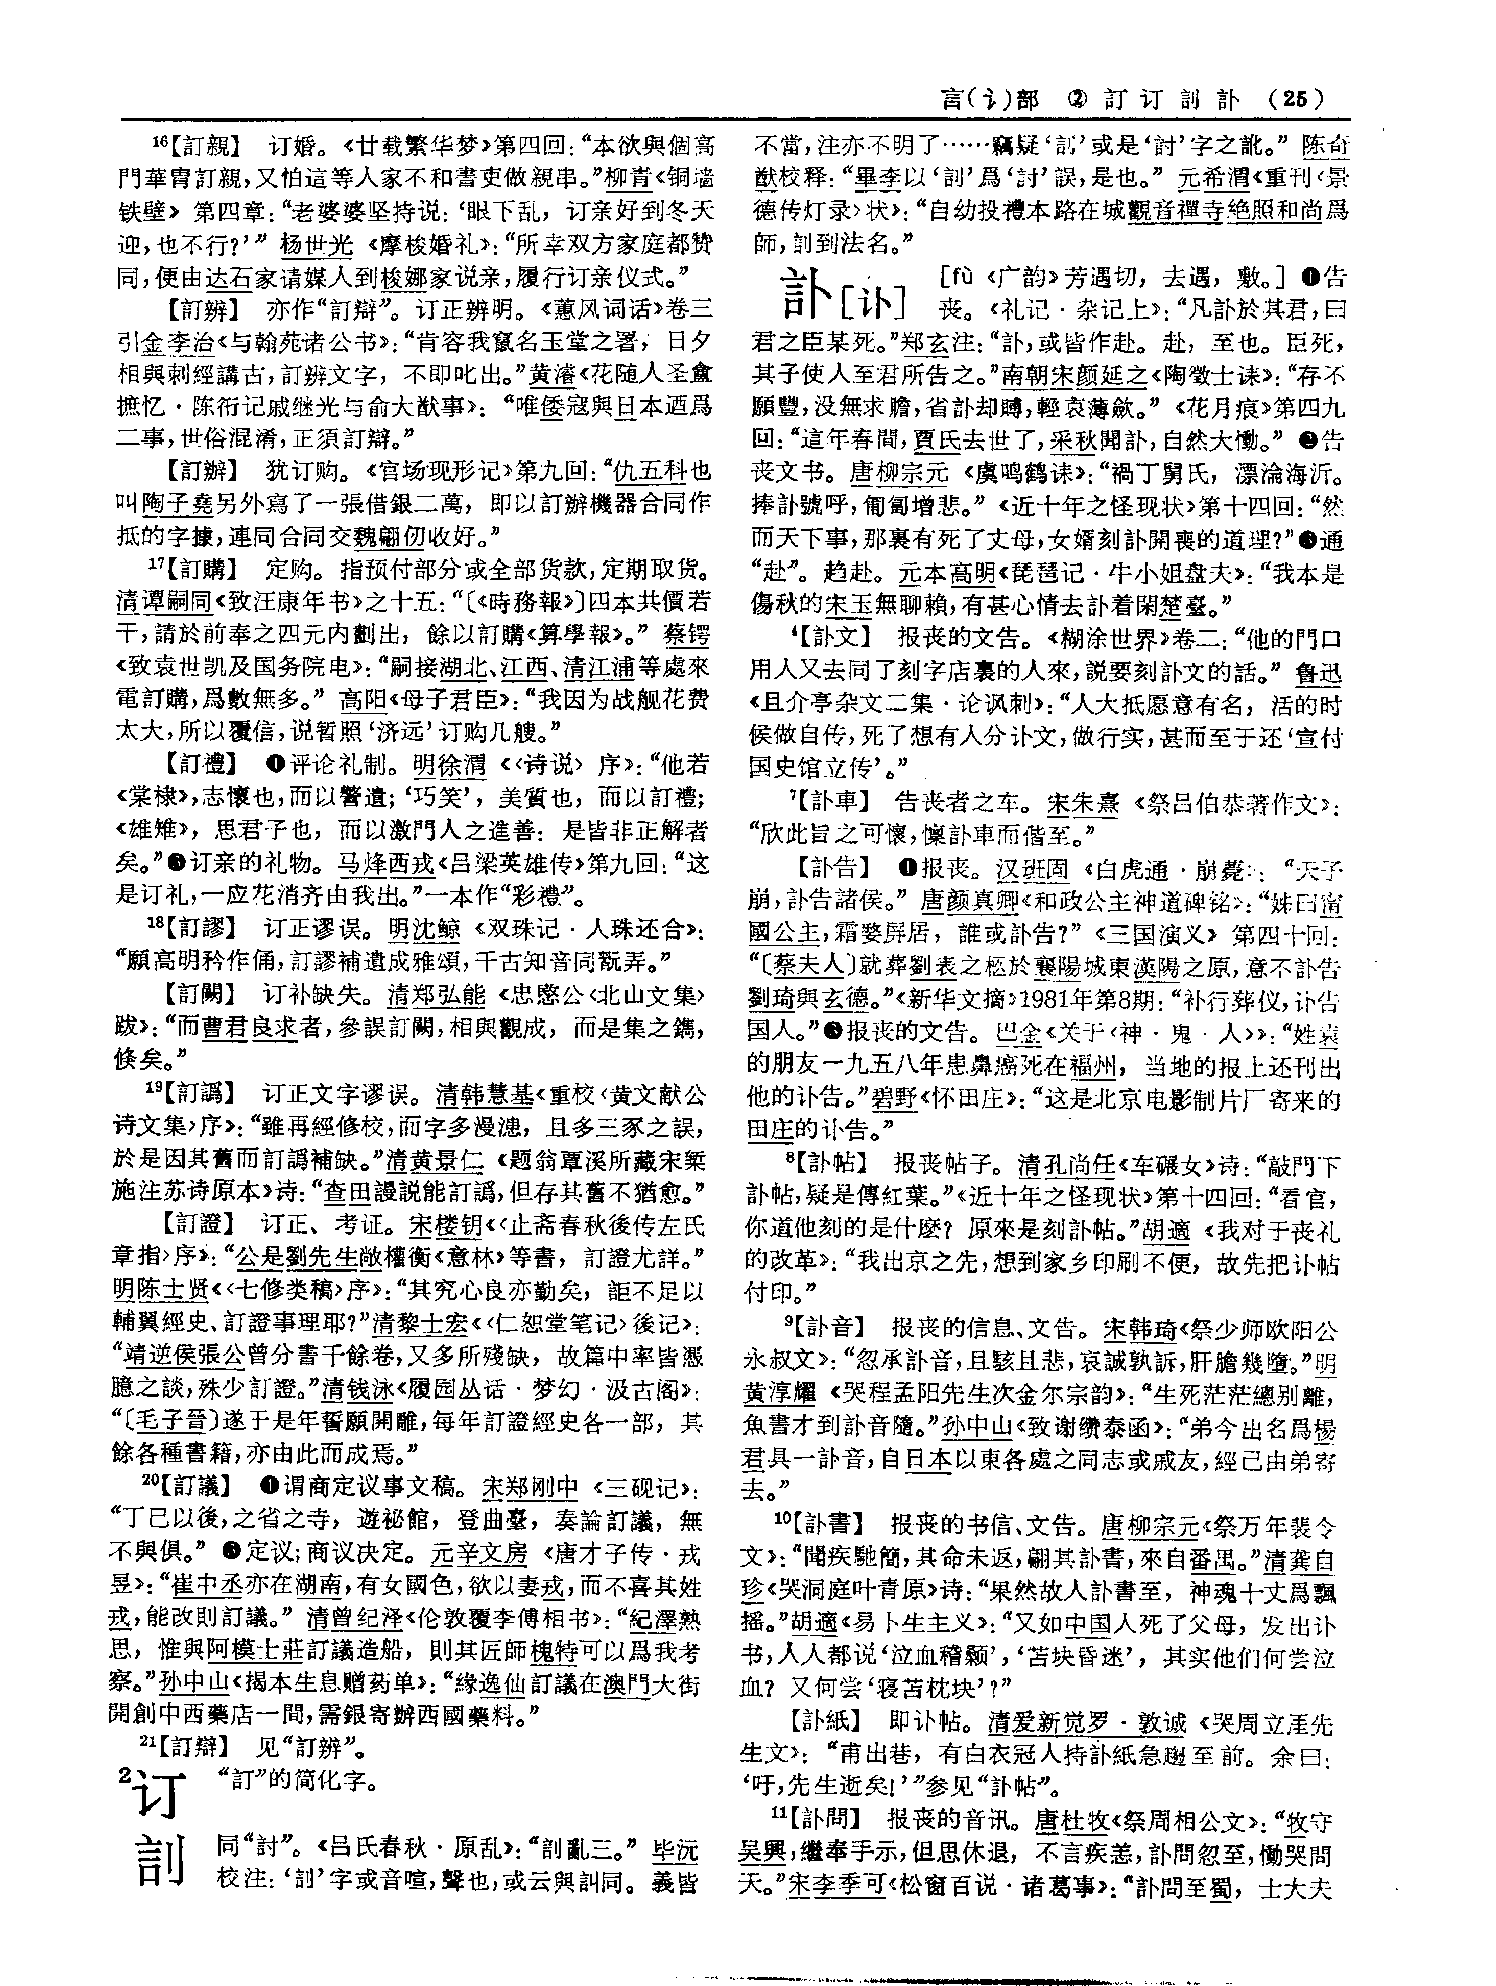 言(讠)部 ② 訂订訆訃 (25)
16【訂親】 订婚。《廿载繁华梦》第四回：“本欲與個高
門華胄訂親，又怕這等人家不和書吏做親串。”柳青《铜墙
铁壁》第四章：“老婆婆坚持说：‘眼下乱，订亲好到冬天
迎，也不行？’”杨世光《摩梭婚礼》：“所幸双方家庭都赞
同，便由达石家请媒人到梭娜家说亲，履行订亲仪式。”
【訂辨】 亦作“訂辯”。订正辨明。《蕙风词话》卷三
引金李治《与翰苑诸公书》：“肯容我竄名玉堂之署，日夕
相與刺經講古，訂辨文字，不即叱出。”黄濬《花随人圣盦
摭忆·陈衍记戚继光与俞大猷事》：“唯倭寇與日本迺爲
二事，世俗混淆，正須訂辯。”
【訂辦】 犹订购。《官场现形记》第九回：“仇五科也
叫陶子堯另外寫了一張借銀二萬，即以訂辦機器合同作
抵的字據，連同合同交魏翩仞收好。”
17【訂購】 定购。指预付部分或全部货款，定期取货。
清谭嗣同《致汪康年书》之十五：“〔《時務報》〕四本共價若
干，請於前奉之四元内劃出，餘以訂購《算學報》。”蔡锷
《致袁世凯及国务院电》：“嗣接湖北、江西、清江浦等處來
電訂購，爲數無多。”高阳《母子君臣》：“我因为战舰花费
太大，所以覆信，说暂照‘济远’订购几艘。”
【訂禮】 ❶评论礼制。明徐渭《〈诗说〉序》：“他若
《棠棣》，志懷也，而以警遣；‘巧笑’，美質也，而以訂禮；
《雄雉》，思君子也，而以激門人之進善：是皆非正解者
矣。”❷订亲的礼物。马烽西戎《吕梁英雄传》第九回：“这
是订礼，一应花消齐由我出。”一本作“彩禮”。
18【訂謬】 订正谬误。明沈鲸《双珠记·人珠还合》：
“願高明矜作俑，訂謬補遺成雅頌，千古知音同翫弄。”
【訂闕】 订补缺失。清郑弘能《忠愍公〈北山文集〉
跋》：“而曹君良求者，參誤訂闕，相與觀成，而是集之鐫，
倏矣。”
19【訂譌】 订正文字谬误。清韩慧基《重校〈黄文献公
诗文集〉序》：“雖再經修校，而字多漫漶，且多三豕之誤，
於是因其舊而訂譌補缺。”清黄景仁《题翁覃溪所藏宋椠
施注苏诗原本》诗：“查田謾説能訂譌，但存其舊不猶愈。”
【訂證】 订正、考证。宋楼钥《〈止斋春秋後传左氏
章指〉序》：“公是劉先生敞權衡《意林》等書，訂證尤詳。”
明陈士贤《〈七修类稿〉序》：“其究心良亦勤矣，詎不足以
輔翼經史、訂證事理耶？”清黎士宏《〈仁恕堂笔记〉後记》：
“靖逆侯張公曾分書千餘卷，又多所殘缺，故篇中率皆憑
臆之談，殊少訂證。”清钱泳《履园丛话·梦幻·汲古阁》：
“〔毛子晉〕遂于是年誓願開雕，每年訂證經史各一部，其
餘各種書籍，亦由此而成焉。”
20【訂議】 ❶谓商定议事文稿。宋郑刚中《三砚记》：
“丁已以後，之省之寺，遊祕館，登曲臺，奏論訂議，無
不與俱。”❷定议；商议决定。元辛文房《唐才子传·戎
昱》：“崔中丞亦在湖南，有女國色，欲以妻戎，而不喜其姓
戎，能改則訂議。”清曾纪泽《伦敦覆李傅相书》：“紀澤熟
思，惟與阿模士莊訂議造船，則其匠師槐特可以爲我考
察。”孙中山《揭本生息赠药单》：“緣逸仙訂議在澳門大街
開創中西藥店一間，需銀寄辦西國藥料。”
21【訂辯】 见“訂辨”。
2订 “訂”的简化字。
訆 同“討”。《吕氏春秋·原乱》：“訆亂三。”毕沅
校注：‘訆’字或音喧，聲也，或云與訓同。義皆
不當，注亦不明了……竊疑‘訆’或是‘討’字之訛。”陈奇
猷校释：“畢李以‘訆’爲‘討’誤，是也。”元希渭《重刊〈景
德传灯录〉状》：“自幼投禮本路在城觀音禪寺绝照和尚爲
師，訆到法名。”
訃［讣］ ［fù《广韵》芳遇切，去遇，敷。］❶告
丧。《礼记·杂记上》：“凡訃於其君，曰
君之臣某死。”郑玄注：“訃，或皆作赴。赴，至也。臣死，
其子使人至君所告之。”南朝宋颜延之《陶徵士诔》：“存不
願豐，没無求贍，省訃却賻，輕哀薄斂。”《花月痕》第四九
回：“這年春間，賈氏去世了，采秋聞訃，自然大慟。”❷告
丧文书。唐柳宗元《虞鸣鹤诔》：“禍丁舅氏，漂淪海沂。
捧訃號呼，匍匐增悲。”《近十年之怪现状》第十四回：“然
而天下事，那裏有死了丈母，女婿刻訃開喪的道理？”❸通
“赴”。趋赴。元本高明《琵琶记·牛小姐盘夫》：“我本是
傷秋的宋玉無聊賴，有甚心情去訃着閑楚臺。”
4【訃文】 报丧的文告。《糊涂世界》卷二：“他的門口
用人又去同了刻字店裏的人來，説要刻訃文的話。”鲁迅
《且介亭杂文二集·论讽刺》：“人大抵愿意有名，活的时
候做自传，死了想有人分讣文，做行实，甚而至于还‘宣付
国史馆立传’。”
7【訃車】 告丧者之车。宋朱熹《祭吕伯恭著作文》：
“欣此旨之可懷，懍訃車而偕至。”
【訃告】 ❶报丧。汉班固《白虎通·崩薨》：“天子
崩，訃告諸侯。”唐颜真卿《和政公主神道碑铭》：“姊曰甯
國公主，霜婺屏居，誰或訃告？”《三国演义》第四十回：
“〔蔡夫人〕就葬劉表之柩於襄陽城東漢陽之原，意不訃告
劉琦與玄德。”《新华文摘》1981年第8期：“补行葬仪，讣告
国人。”❷报丧的文告。巴金《关于〈神·鬼·人〉》：“姓袁
的朋友一九五八年患鼻癌死在福州，当地的报上还刊出
他的讣告。”碧野《怀田庄》：“这是北京电影制片厂寄来的
田庄的讣告。”
8【訃帖】 报丧帖子。清孔尚任《车碾女》诗：“敲門下
訃帖，疑是傳紅葉。”《近十年之怪现状》第十四回：“看官，
你道他刻的是什麽？原來是刻訃帖。”胡適《我对于丧礼
的改革》：“我出京之先，想到家乡印刷不便，故先把讣帖
付印。”
9【訃音】 报丧的信息、文告。宋韩琦《祭少师欧阳公
永叔文》：“忽承訃音，且駭且悲，哀誠孰訴，肝膽幾墮。”明
黄淳耀《哭程孟阳先生次金尔宗韵》：“生死茫茫總别離，
魚書才到訃音隨。”孙中山《致谢缵泰函》：“弟今出名爲楊
君具一訃音，自日本以東各處之同志或戚友，經已由弟寄
去。”
10【訃書】 报丧的书信、文告。唐柳宗元《祭万年裴令
文》：“聞疾馳簡，其命未返，翩其訃書，來自番禺。”清龚自
珍《哭洞庭叶青原》诗：“果然故人訃書至，神魂十丈爲飄
摇。”胡適《易卜生主义》：“又如中国人死了父母，发出讣
书，人人都说‘泣血稽颡’，‘苫块昏迷’，其实他们何尝泣
血？又何尝‘寝苫枕块’？”
【訃紙】 即讣帖。清爱新觉罗·敦诚《哭周立厓先
生文》：“甫出巷，有白衣冠人持訃紙急趨至前。余曰：
‘吁，先生逝矣！’”参见“訃帖”。
11【訃問】 报丧的音讯。唐杜牧《祭周相公文》：“牧守
吴興，繼奉手示，但思休退，不言疾恙，訃問忽至，慟哭問
天。”宋李季可《松窗百说·诸葛事》：“訃問至蜀，士大夫